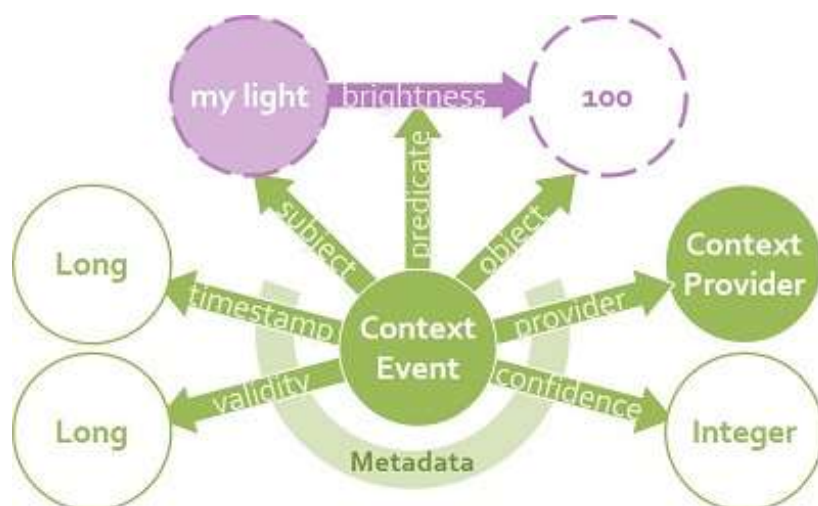 my light
brightness
100
subject
predicate
object
Long
timestamp
Context
Event
provider
Context
Provider
Long
validity
confidence
Integer
Metadata